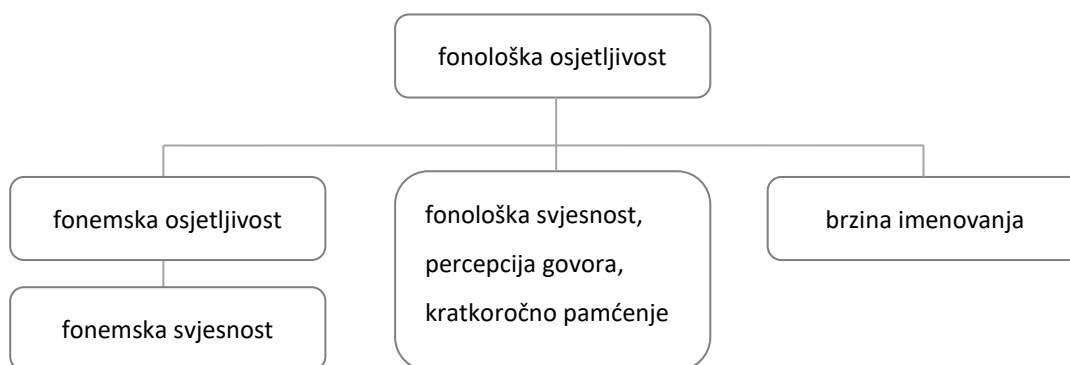 fonološka osjetljivost
fonemska osjetljivost
fonemska svjesnost
fonološka svjesnost,
percepcija govora,
kratkoročno pamćenje
brzina imenovanja